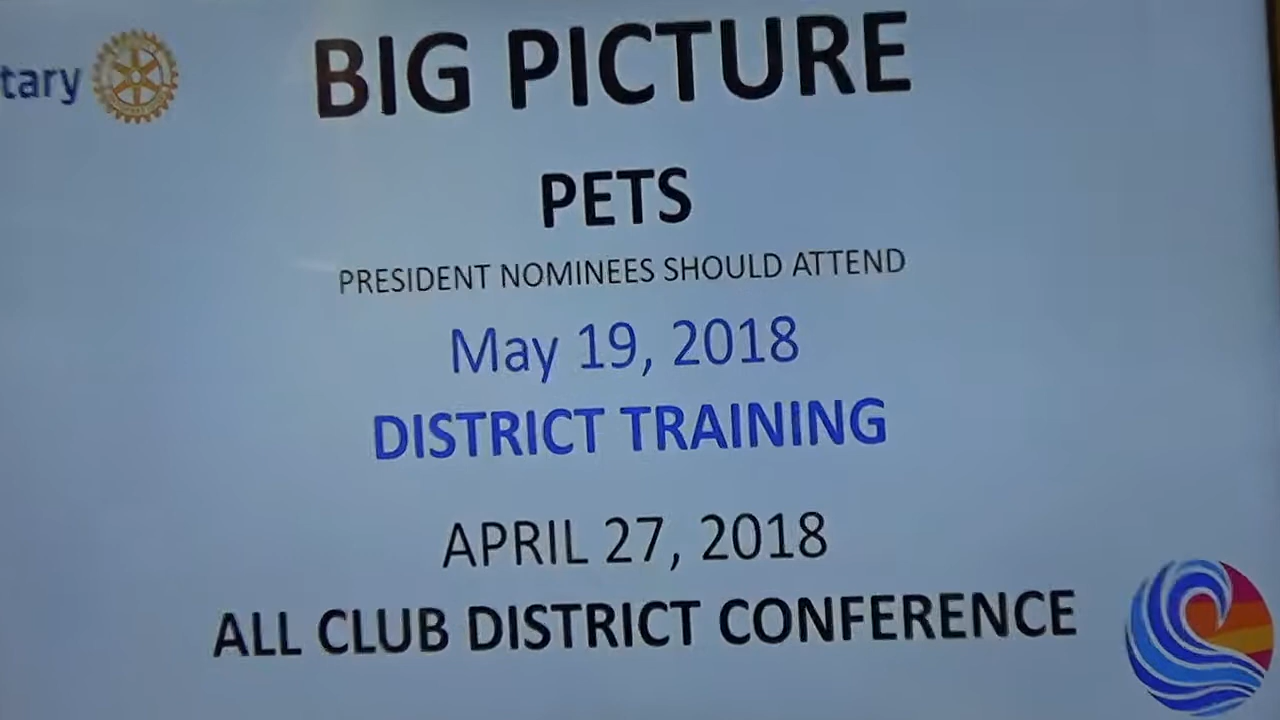 tary
BIG PICTURE
PETS
PRESIDENT NOMINEES SHOULD ATTEND
May 19, 2018
DISTRICT TRAINING
APRIL 27, 2018
ALL CLUB DISTRICT CONFERENCE